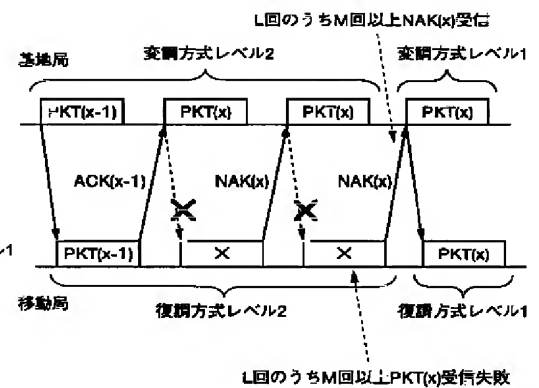 L回のうちM回以上NAK(x)受信
基地局
変調方式レベル2
変調方式レベル1
PKT(x-1)
PKT(x)
PKT(x)
PKT(x)
ACK(x-1)
NAK(x)
NAK(x)
PKT(x-1)
×
×
PKT(x)
移動局
復調方式レベル2
復調方式レベル1
L回のうちM回以上PKT(x)受信失敗